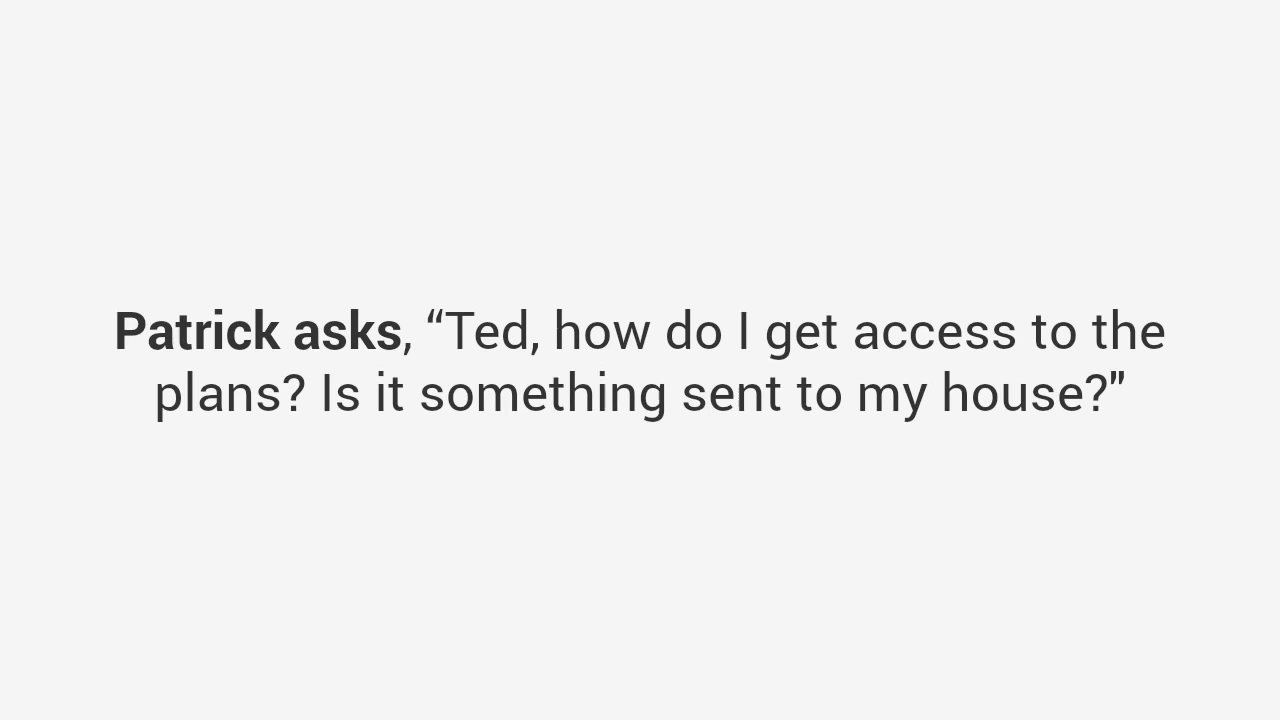 Patrick asks, “Ted, how do I get access to the
plans? Is it something sent to my house?"